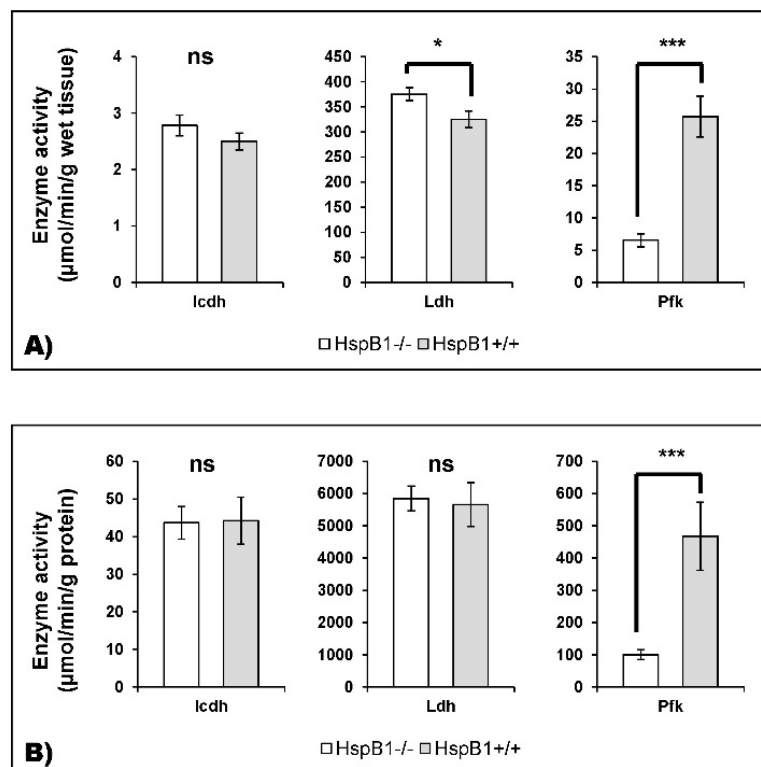 ns
*
***
Enzyme activity
(µmol/min/g wet tissue)
4
3
2
1
0
Icdh
450
400
350
300
250
200
150
100
50
0
Ldh
35
30
25
20
15
10
5
0
Pfk
A)
HspB1-/- HspB1+/+
ns
ns
***
Enzyme activity
(µmol/min/g protein)
60
50
40
30
20
10
0
Icdh
7000
6000
5000
4000
3000
2000
1000
0
Ldh
700
600
500
400
300
200
100
0
Pfk
B)
HspB1-/- HspB1+/+